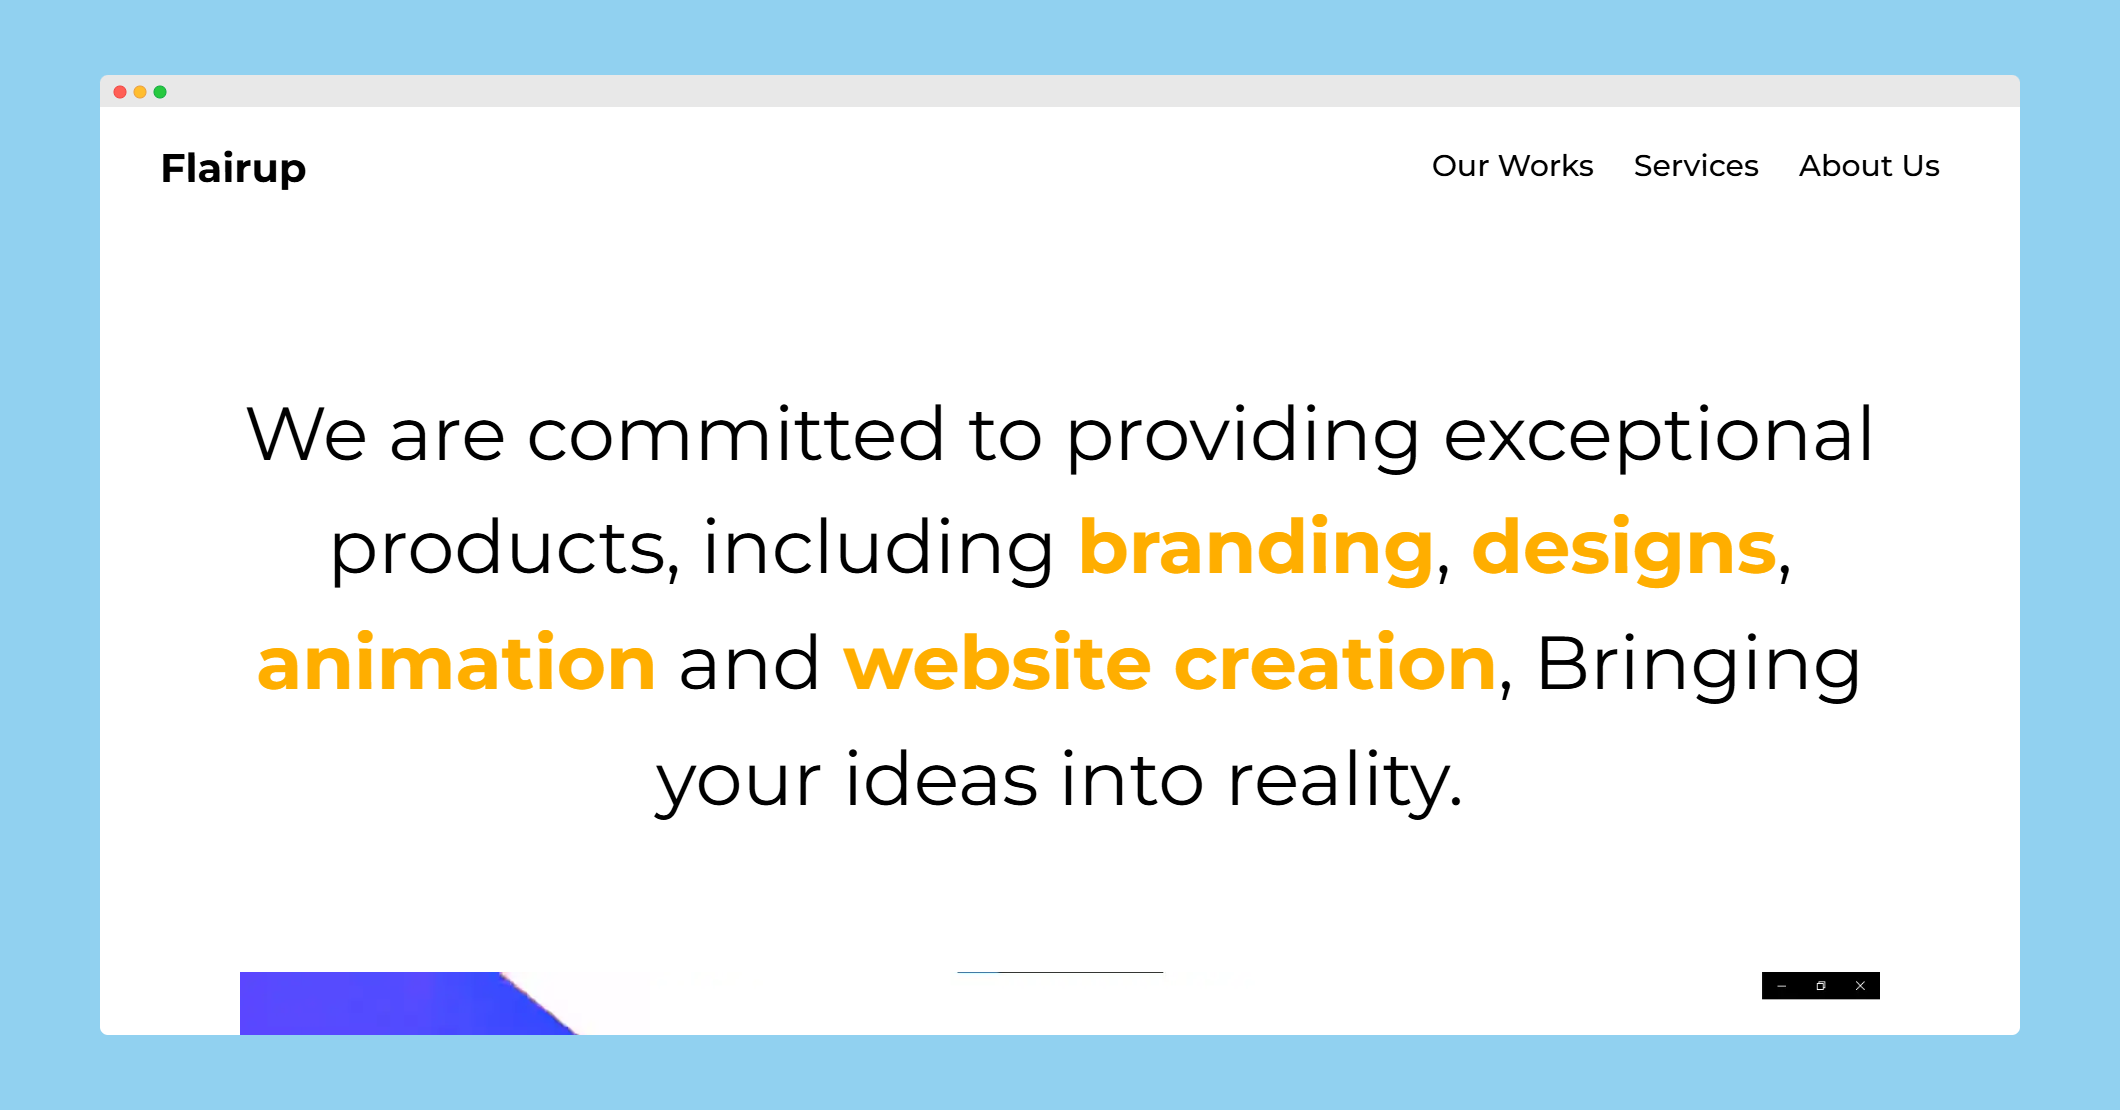 Flairup
Our Works Services About Us
We are committed to providing exceptional
products, including branding, designs,
animation and website creation, Bringing
your ideas into reality.